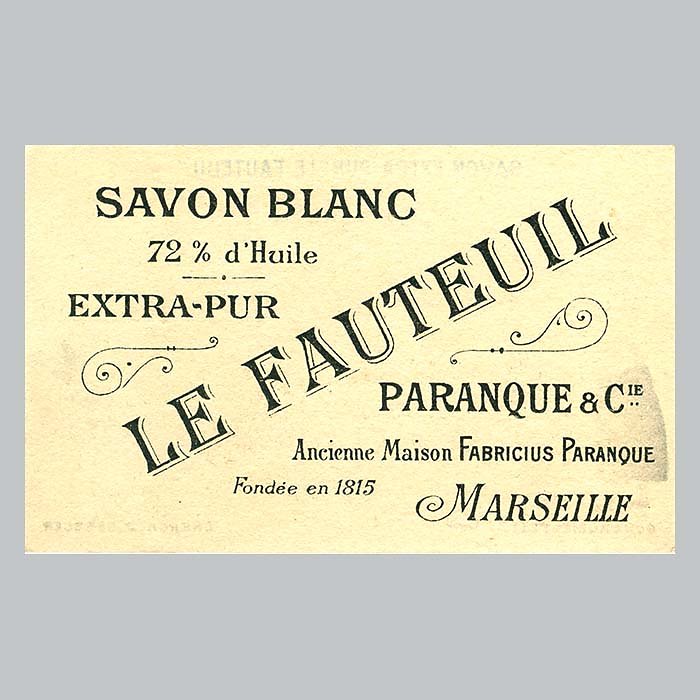 SAVON BLANC
72 % d'Huile
EXTRA-PUR
LE FAUTEUIL
PARANQUE & CIE
Ancienne Maison FABRICIUS PARANQUE
Fondée en 1815
MARSEILLE